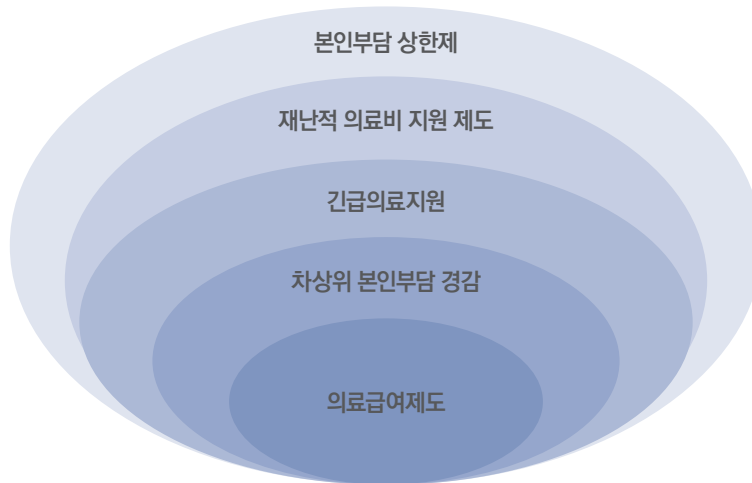 본인부담 상한제
재난적 의료비 지원 제도
긴급의료지원
차상위 본인부담 경감
의료급여제도